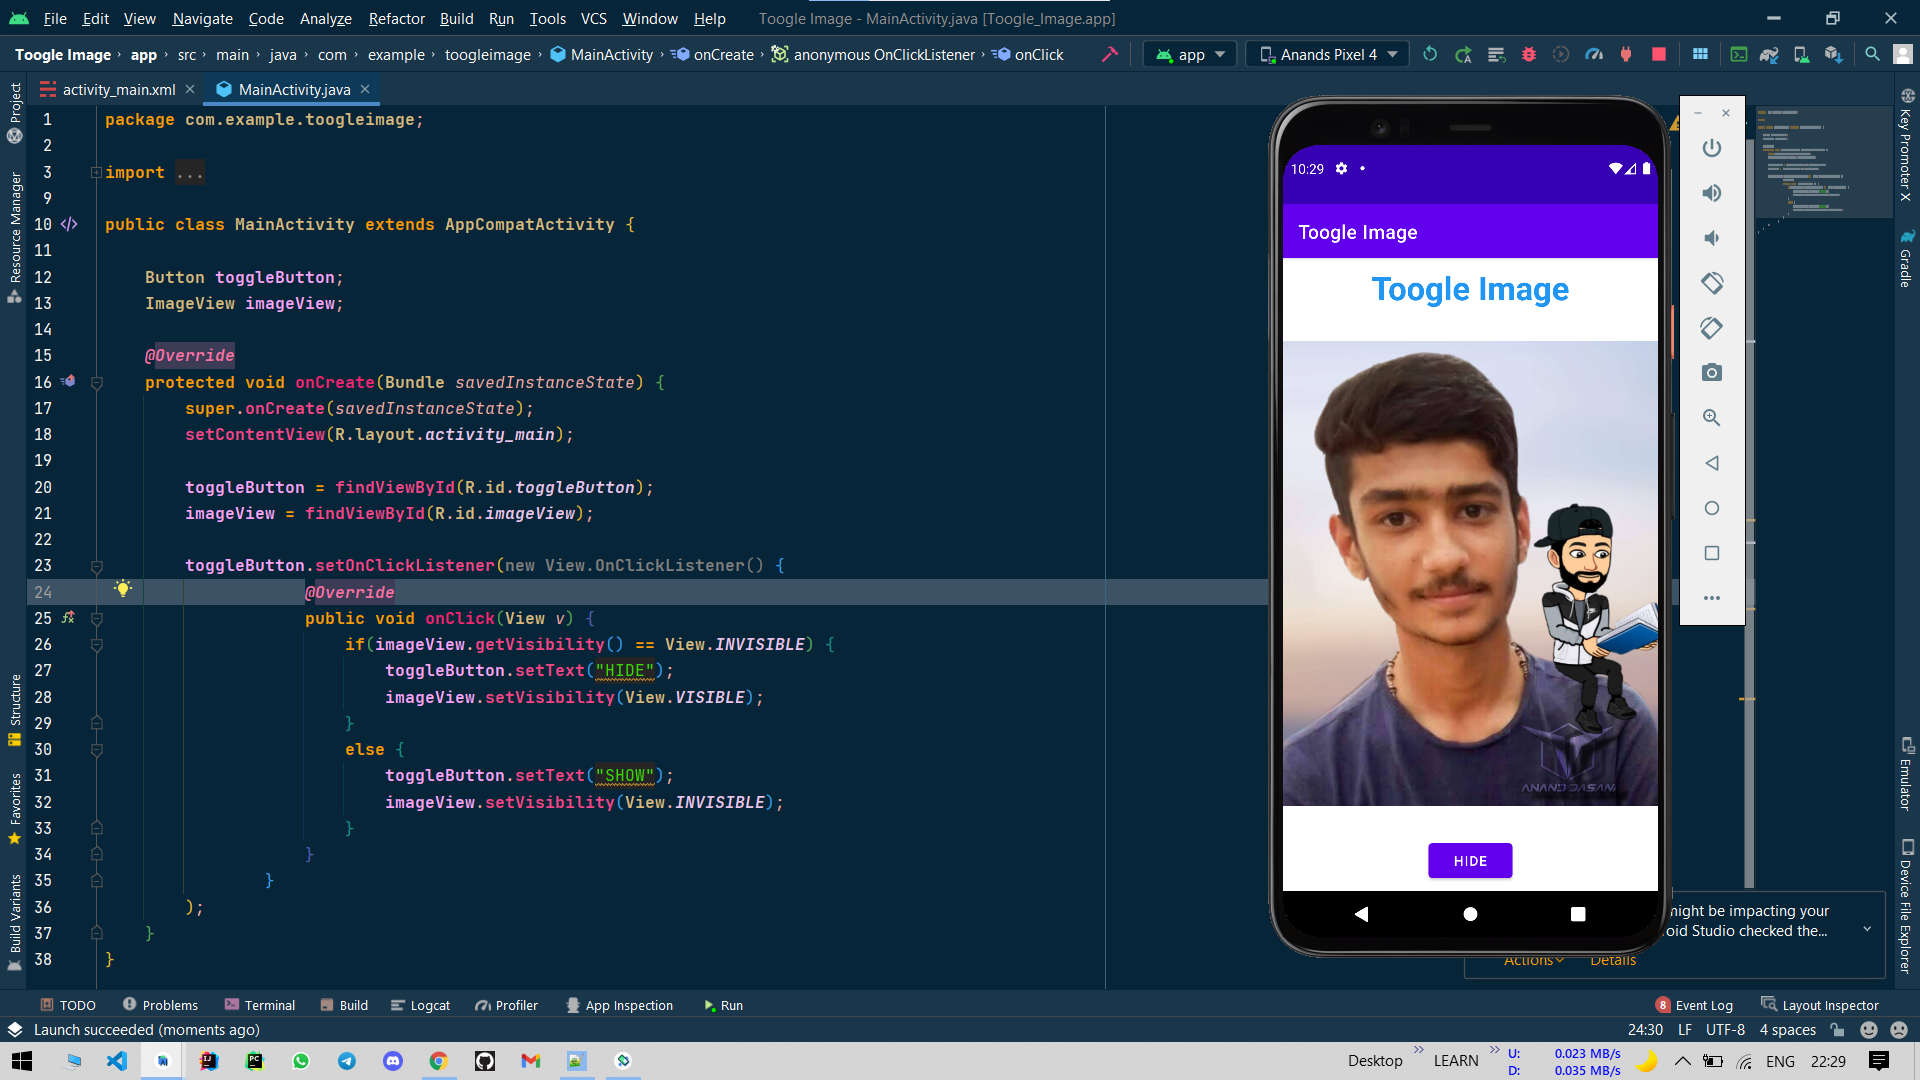 File Edit View Navigate Code Analyze Refactor Build Run Tools VCS Window Help Toogle Image - MainActivity.java [Toogle_Image.app]
Toogle Image app src main java com example toogleimage MainActivity onCreate anonymous OnClickListener onClick app Anands Pixel 4
activity_main.xml MainActivity.java
Project
Resource Manager
Structure
Favorites
Build Variants
1 package com.example.toogleimage;
2
3 import ...
9
10 public class MainActivity extends AppCompatActivity {
11
12 Button toggleButton;
13 ImageView imageView;
14
15 @Override
16 protected void onCreate(Bundle savedInstanceState) {
17 super.onCreate(savedInstanceState);
18 setContentView(R.layout.activity_main);
19
20 toggleButton = findViewById(R.id.toggleButton);
21 imageView = findViewById(R.id.imageView);
22
23 toggleButton.setOnClickListener(new View.OnClickListener() {
24 @Override
25 public void onClick(View v) {
26 if(imageView.getVisibility() == View.INVISIBLE) {
27 toggleButton.setText("HIDE");
28 imageView.setVisibility(View.VISIBLE);
29 }
30 else {
31 toggleButton.setText("SHOW");
32 imageView.setVisibility(View.INVISIBLE);
33 }
34 }
35 }
36 );
37 }
38 }
10:29
Toogle Image
Toogle Image
ANAND DASANI
HIDE
Key Promoter X
Gradle
Emulator
Device File Explorer
might be impacting your
roid Studio checked the...
Actions Details
TODO Problems Terminal Build Logcat Profiler App Inspection Run 8 Event Log Layout Inspector
Launch succeeded (moments ago) 24:30 LF UTF-8 4 spaces
Desktop LEARN U: 0.023 MB/s
D: 0.035 MB/s
ENG 22:29